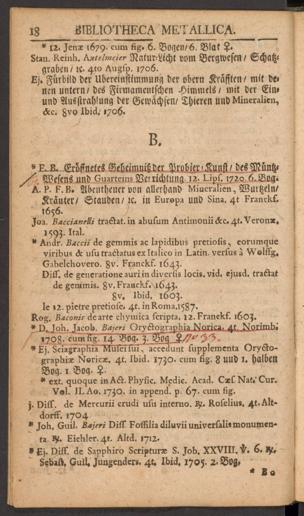 18 BIBLIOTHECA METALLICA.
* 12. Jenæ 1679. cum fig. 6. Bogen/ 6. Blat L.
Stan. Reinh. Axtelmeier Natur-Licht vom Bergwesen/ Schatz-
graben/ ꝛc. 4to Augsp. 1706.
Ej. Fürbild der Ubereinstimmung der obern Kräfften/ mit de-
nen untern/ des Firmamentschen Himmels/ mit der Ein-
und Ausstrahlung der Gewächsen/ Thieren und Mineralien,
&c. 8vo Ibid, 1706.
B.
* F. B. Eröffnetes Geheimniß der Probier-Kunst/ des Müntz-
Wesens und Guarteins Verrichtung 12. Lips. 1720. 6. Bog.
A. P. F. B. Abentheuer von allerhand Mineralien, Wurtzeln/
Kräuter/ Stauden/ ꝛc. in Europa und Sina. 4t Franckf.
1656.
Joa. Baccianelli tractat. in abusum Antimonii &c. 4t. Veronæ,
1593. Ital.
* Andr. Baccii de gemmis ac lapidibus pretiosis, eorumque
viribus & usu tractatus ex Italico in Latin. versus à Wolffg.
Gabelchovero. 8v. Franckf. 1643.
Diss. de generatione auri in diversis locis. vid. ejusd. tractat
de gemmis. 8v. Franckf. 1643.
8v. Ibid. 1603.
le 12. pietre pretiose. 4t. in Roma, 1587.
Rog. Baconis de arte chymica scripta. 12. Francf. 1603.
* D. Joh. Jacob. Bajeri Oryctographia Norica. 4t. Norimb;
1708. cum fig. 14. Bog. 3. Bog L
* Ej. Sciagraphia Musei sui, accedunt supplementa Orycto-
graphiæ Noricæ. 4t. Ibid. 1730. cum fig. 8 und 1. halben
Bog. 1 Bog. L.
* ext. quoque in Act. Physic. Medic. Acad. Cæs. Nat. Cur.
Vol. II. Ao. 1730. in append. p. 67. cum fig.
j. Diss. de Mercurii crudi usu interno. Roselius, 4t. Alt-
dorff. 1704
* Joh. Guil. Bajeri Diss Fossilia diluvii universalis monumen-
ta Eichler. 4t. Altd. 1712.
* Ej. Diss. de Sapphiro Scripturæ S. Job, XXVIII. v. 6.
Sebast, Guil. Jungenders. 4t. Ibid, 1705. 2. Bog,
* Be